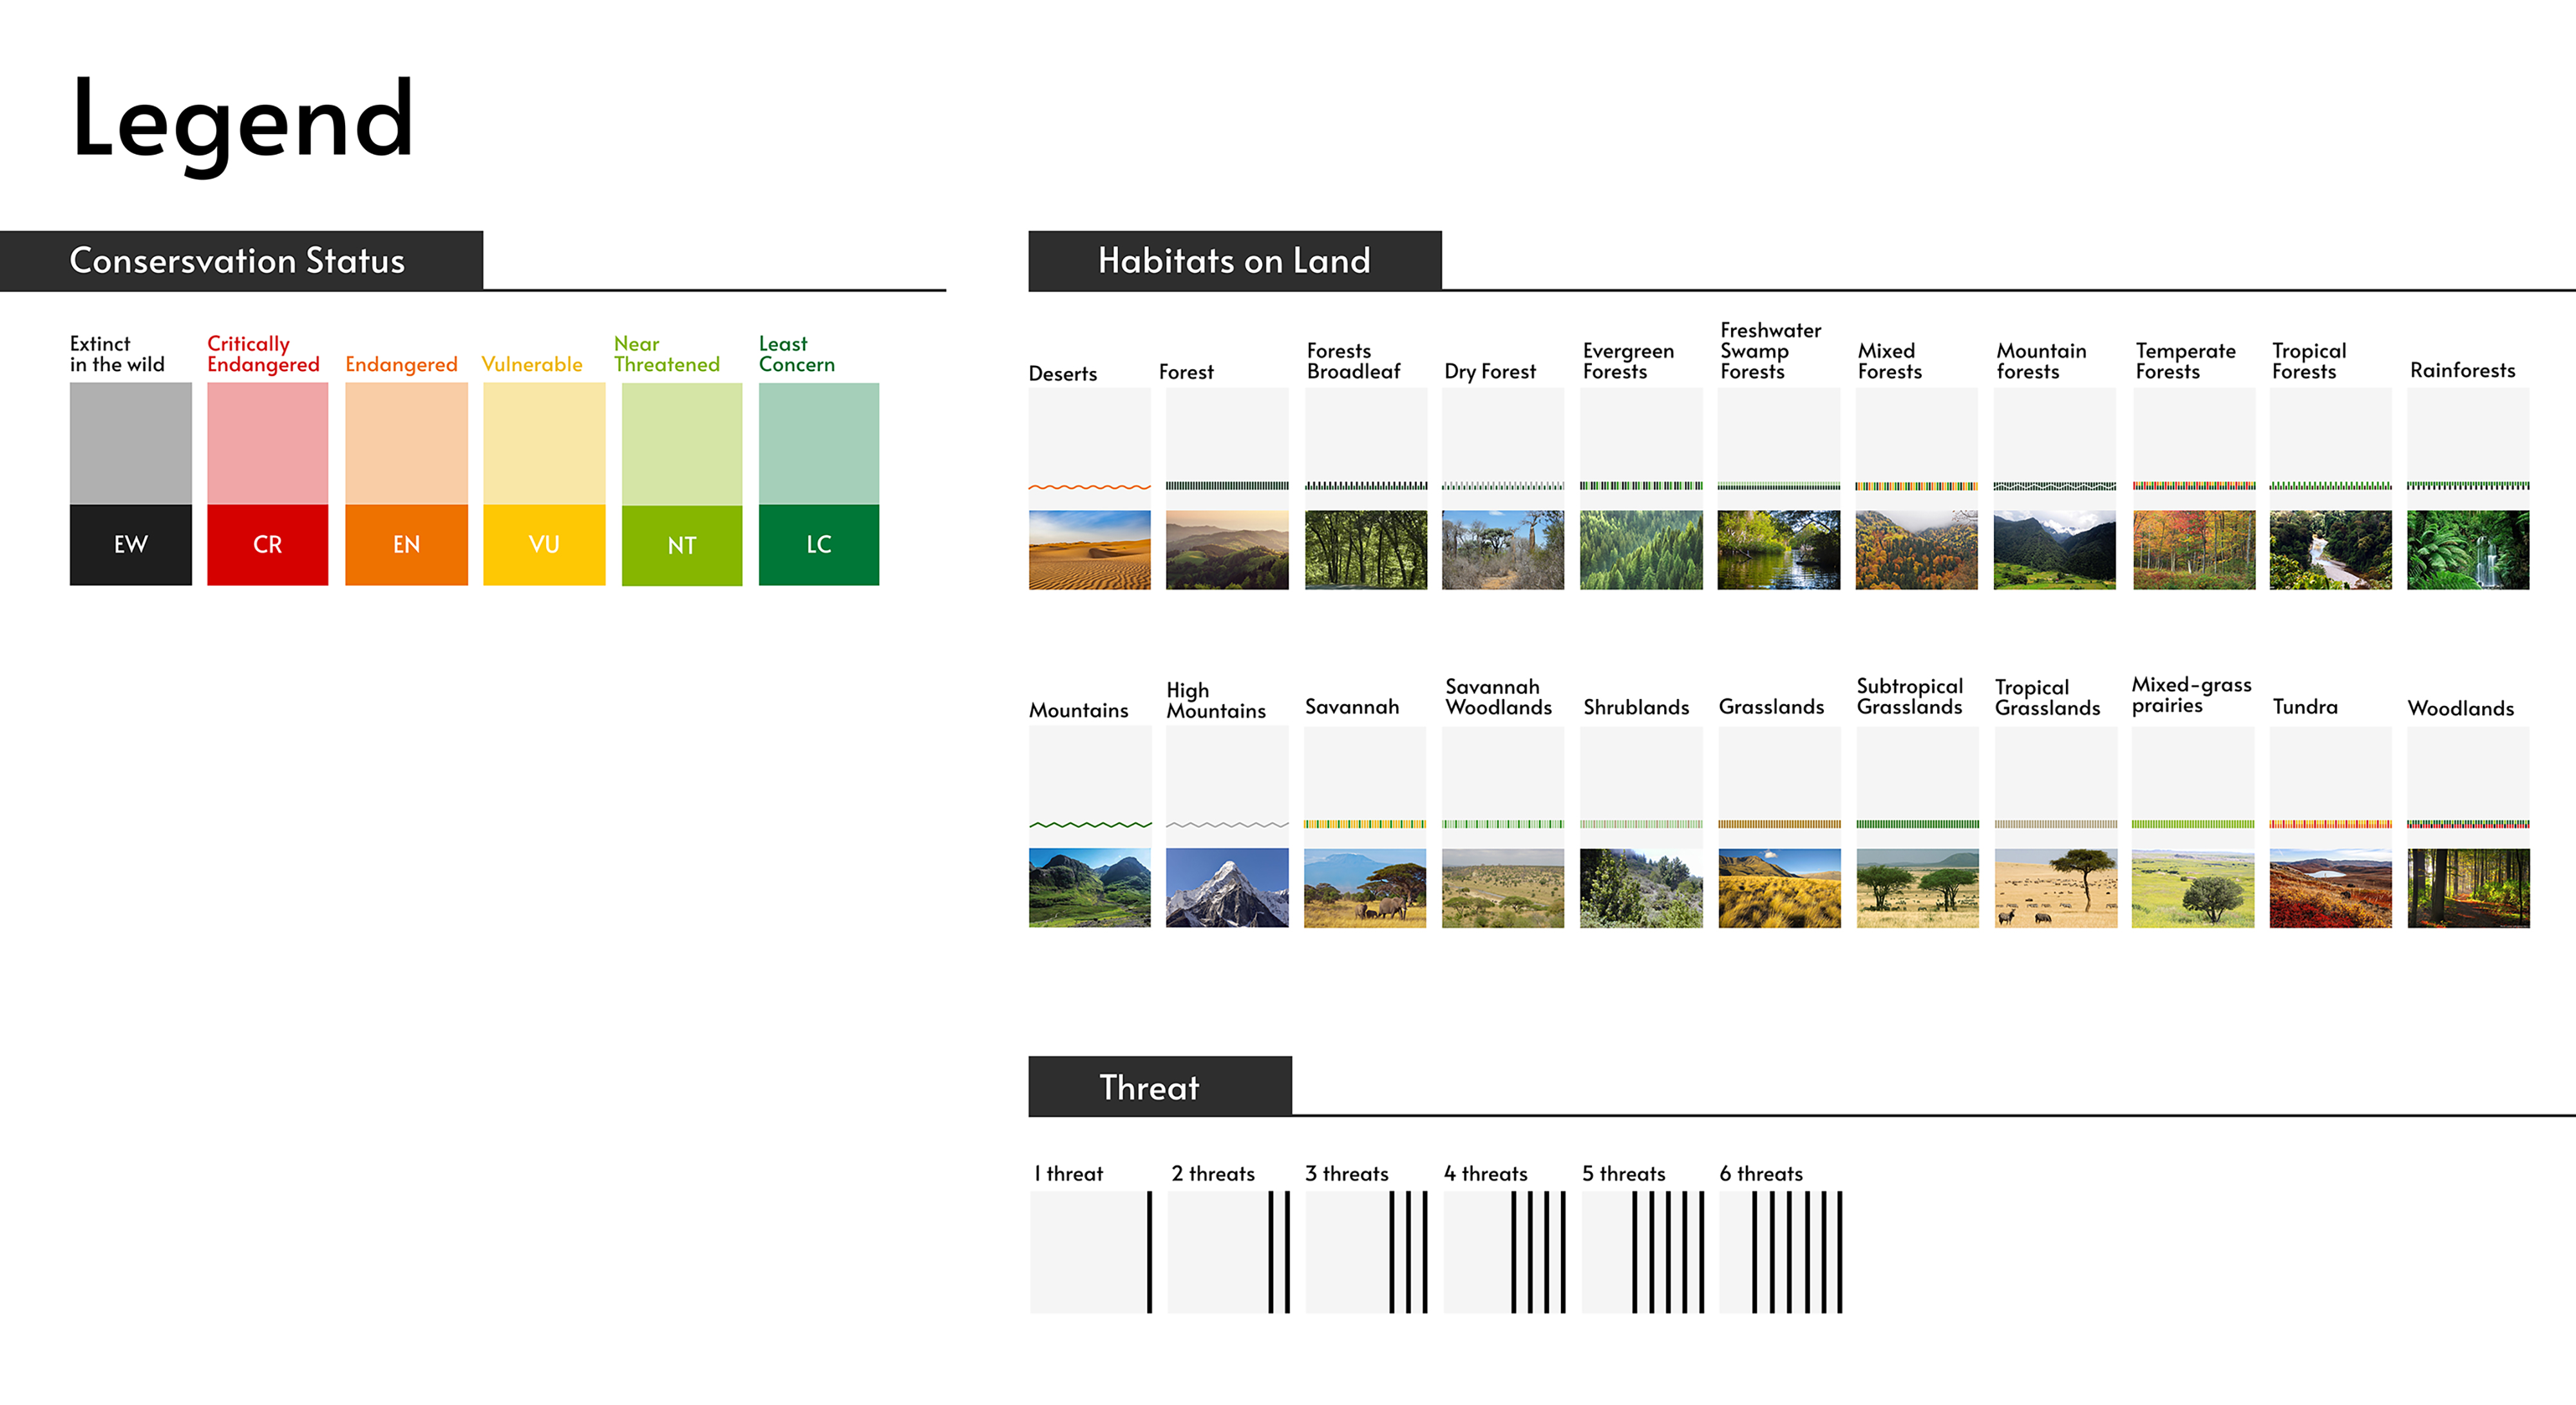 Legend
Consersvation Status
Extinct
in the wild
Critically
Endangered
Endangered
Vulnerable
Near
Threatened
Least
Concern
EW
CR
EN
VU
NT
LC
Habitats on Land
Deserts
Forest
Forests
Broadleaf
Dry Forest
Evergreen
Forests
Freshwater
Swamp
Forests
Mixed
Forests
Mountain
forests
Temperate
Forests
Tropical
Forests
Rainforests
Mountains
High
Mountains
Savannah
Savannah
Woodlands
Shrublands
Grasslands
Subtropical
Grasslands
Tropical
Grasslands
Mixed-grass
prairies
Tundra
Woodlands
Threat
1 threat
2 threats
3 threats
4 threats
5 threats
6 threats